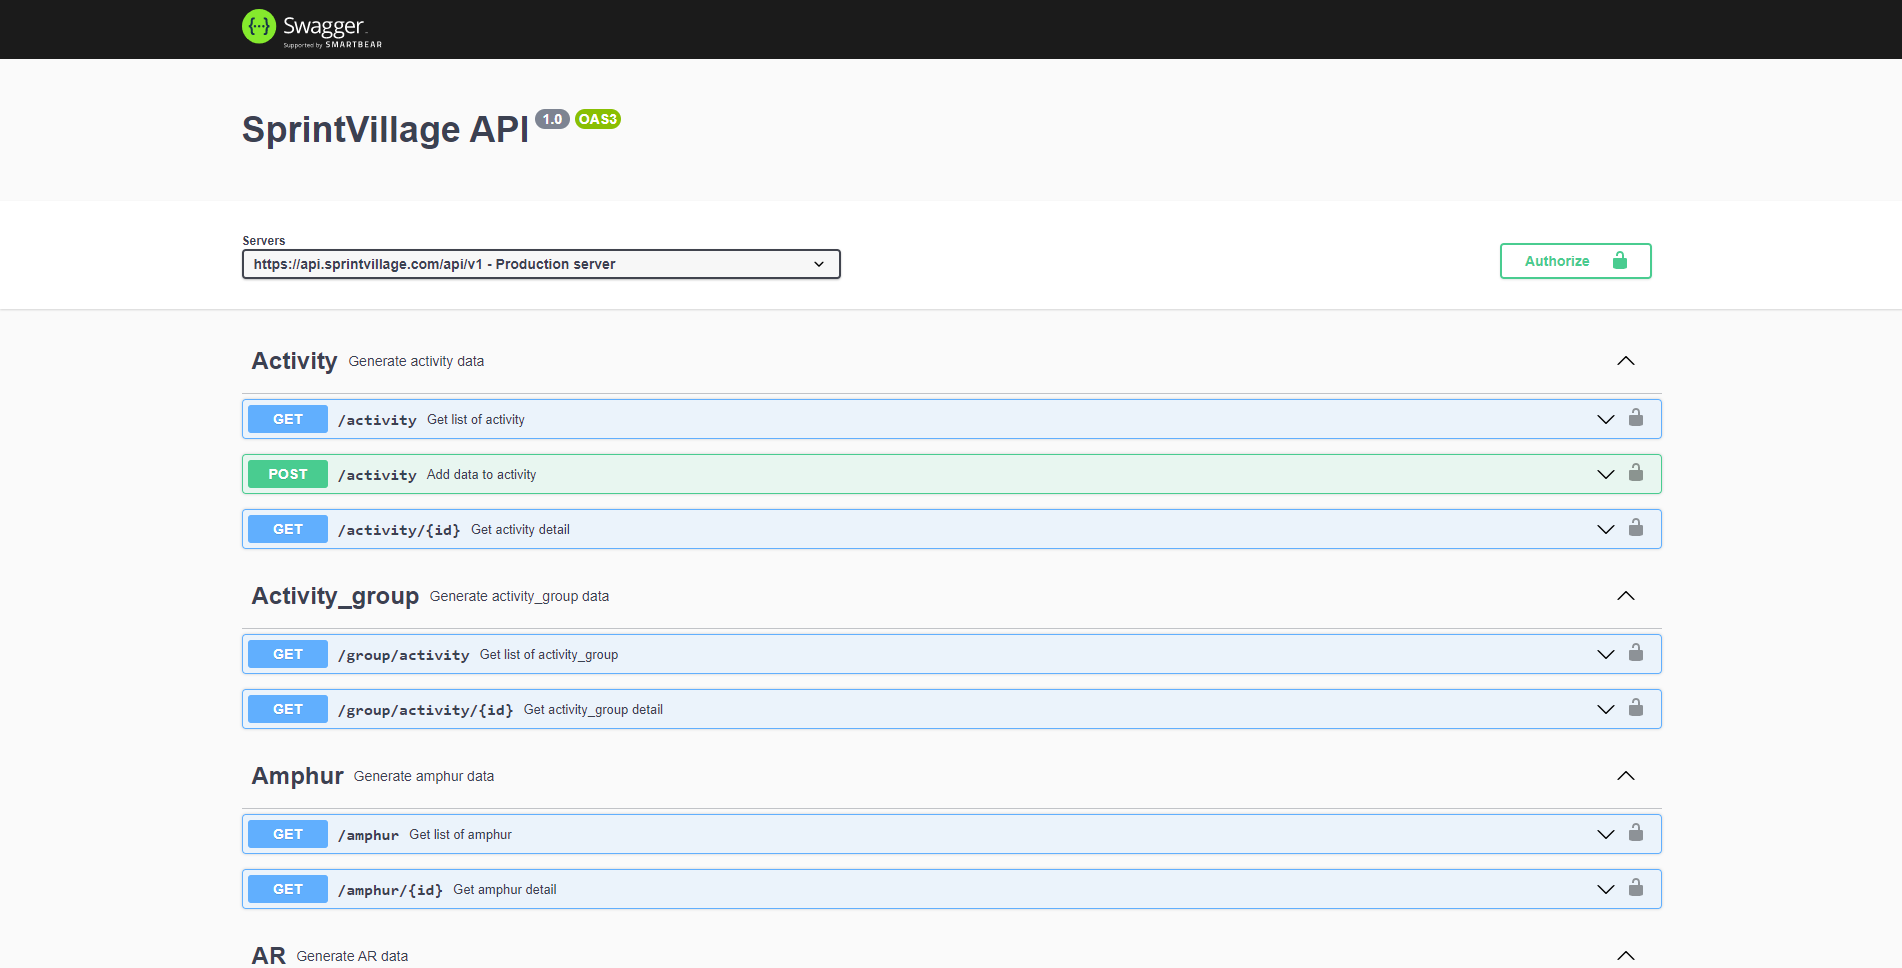 Swagger
Supported by SMARTBEAR
SprintVillage API 1.0 OAS3
Servers
https://api.sprintvillage.com/api/v1 - Production server
Authorize
Activity Generate activity data
GET /activity Get list of activity
POST /activity Add data to activity
GET /activity/{id} Get activity detail
Activity_group Generate activity_group data
GET /group/activity Get list of activity_group
GET /group/activity/{id} Get activity_group detail
Amphur Generate amphur data
GET /amphur Get list of amphur
GET /amphur/{id} Get amphur detail
AR Generate AR data